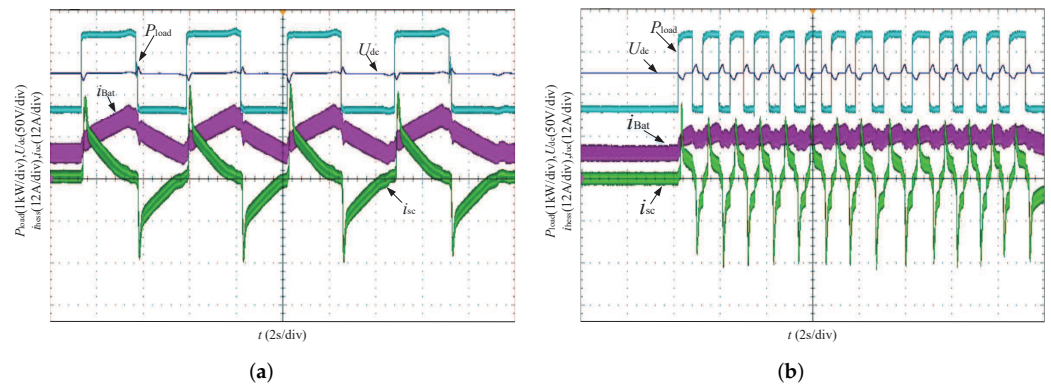 P_load(1kW/div),U_dc(50V/div)
i_hess(12A/div),i_sc(12A/div)
P_load
U_dc
i_Bat
i_sc
t (2s/div)
(a)
P_load(1kW/div),U_dc(50V/div)
i_hess(12A/div),i_sc(12A/div)
P_load
U_dc
i_Bat
i_sc
t (2s/div)
(b)